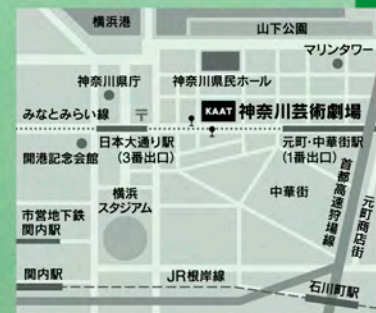 横浜港
山下公園
マリンタワー
神奈川県庁
神奈川県民ホール
みなとみらい線
〒
KAAT 神奈川芸術劇場
開港記念会館
日本大通り駅
(3番出口)
元町・中華街駅
(1番出口)
横浜
スタジアム
中華街
首都高速狩場線
元町商店街
市営地下鉄
関内駅
関内駅
JR根岸線
石川町駅